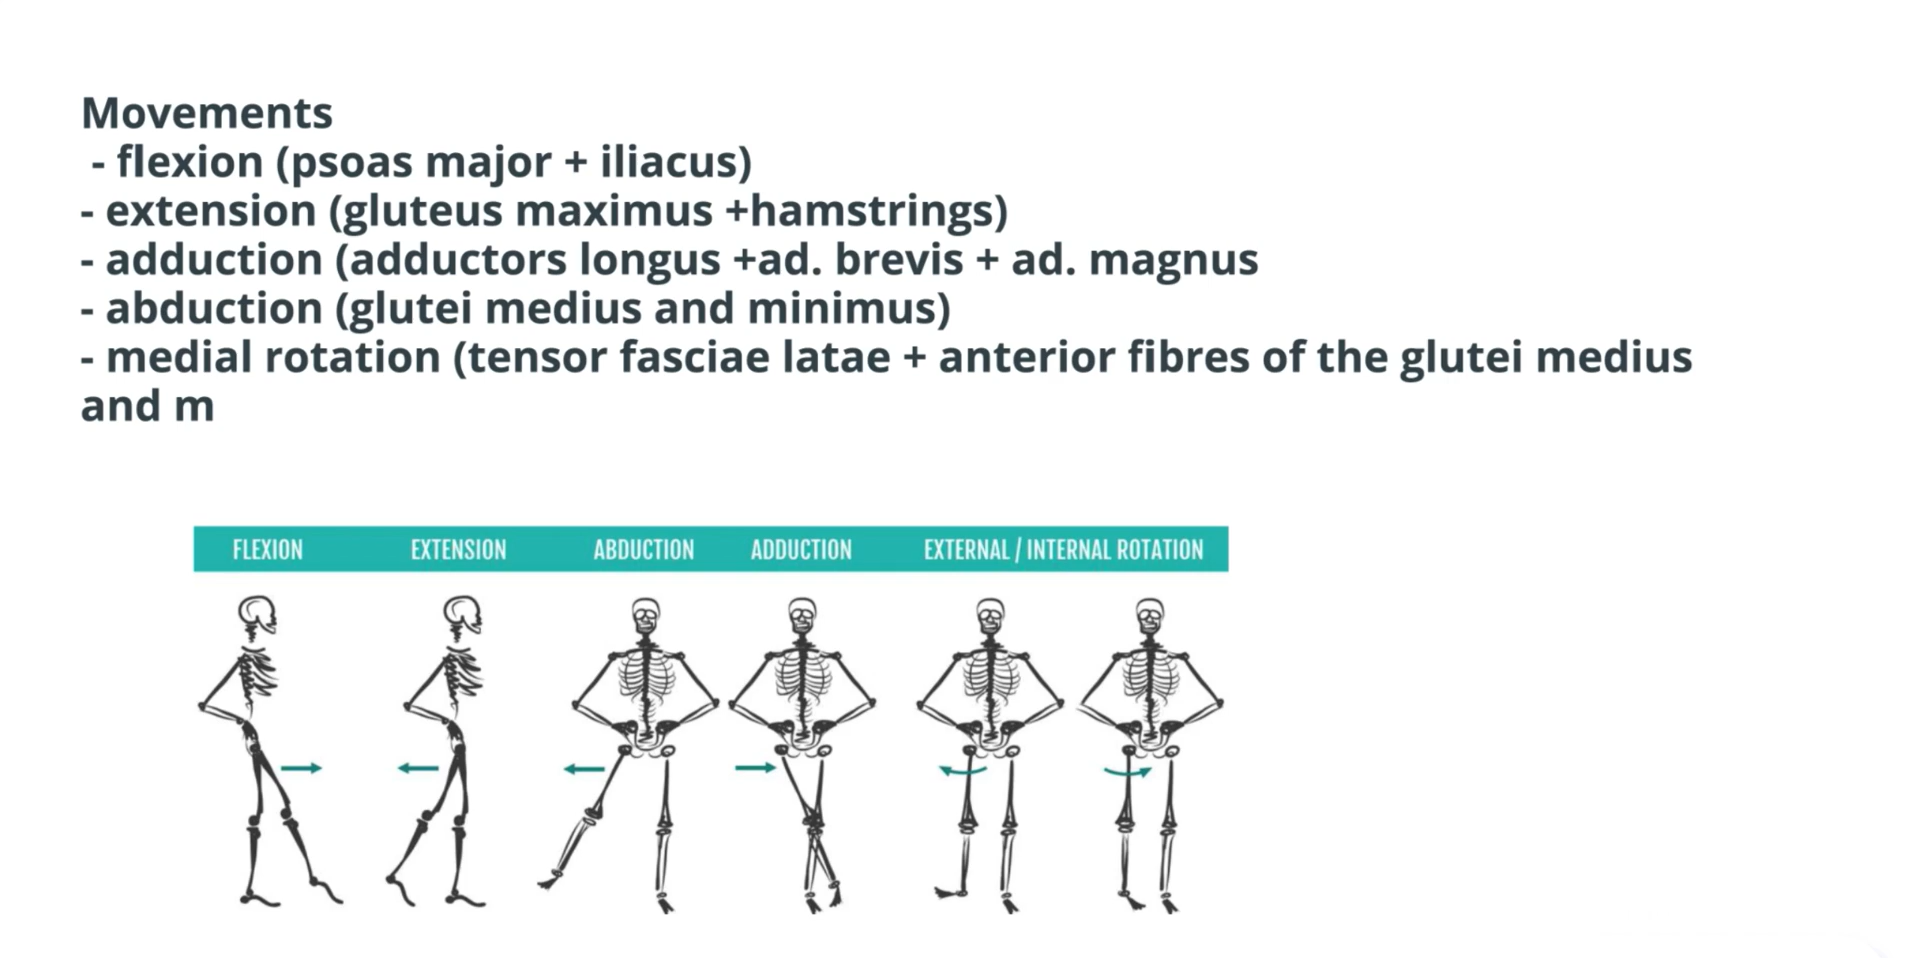 Movements
- flexion (psoas major + iliacus)
- extension (gluteus maximus +hamstrings)
- adduction (adductors longus +ad. brevis + ad. magnus
- abduction (glutei medius and minimus)
- medial rotation (tensor fasciae latae + anterior fibres of the glutei medius
and m
FLEXION EXTENSION ABDUCTION ADDUCTION EXTERNAL / INTERNAL ROTATION